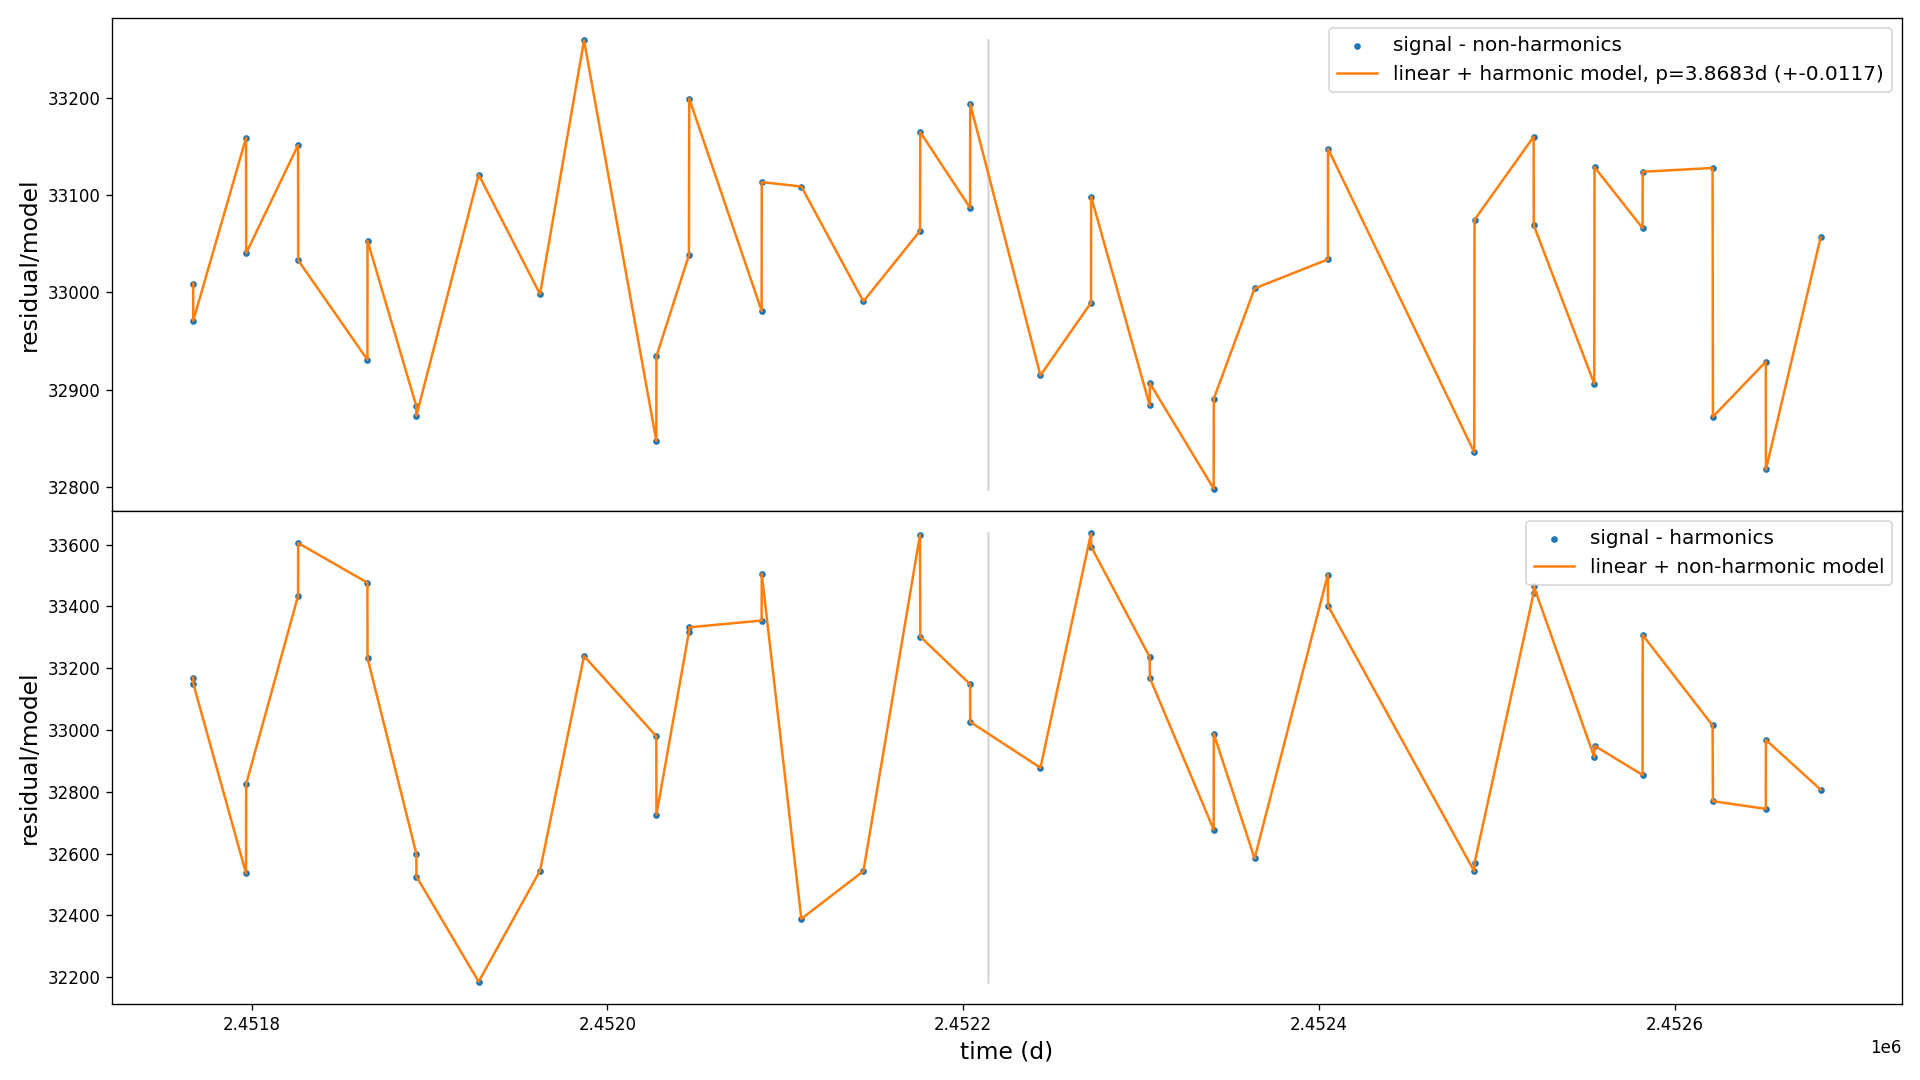 signal - non-harmonics
linear + harmonic model, p=3.8683d (+-0.0117)
33200
33100
33000
32900
32800
residual/model
signal - harmonics
linear + non-harmonic model
33600
33400
33200
33000
32800
32600
32400
32200
residual/model
2.4518
2.4520
2.4522
2.4524
2.4526
time (d)
1e6